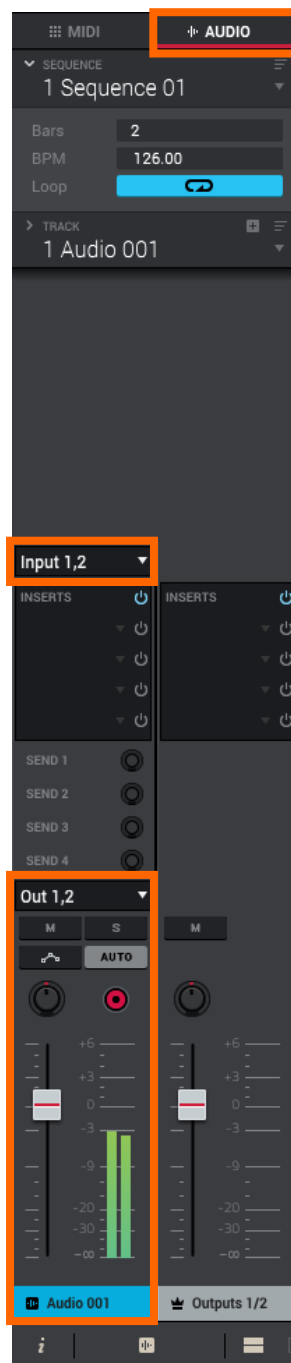 MIDI AUDIO
SEQUENCE
1 Sequence 01
Bars 2
BPM 126.00
Loop
TRACK
1 Audio 001
Input 1,2
INSERTS INSERTS
SEND 1
SEND 2
SEND 3
SEND 4
Out 1,2
M S M
AUTO
+6 +6
+3 +3
0 0
-3 -3
-9 -9
-20 -20
-30 -30
-∞ -∞
Audio 001 Outputs 1/2
i